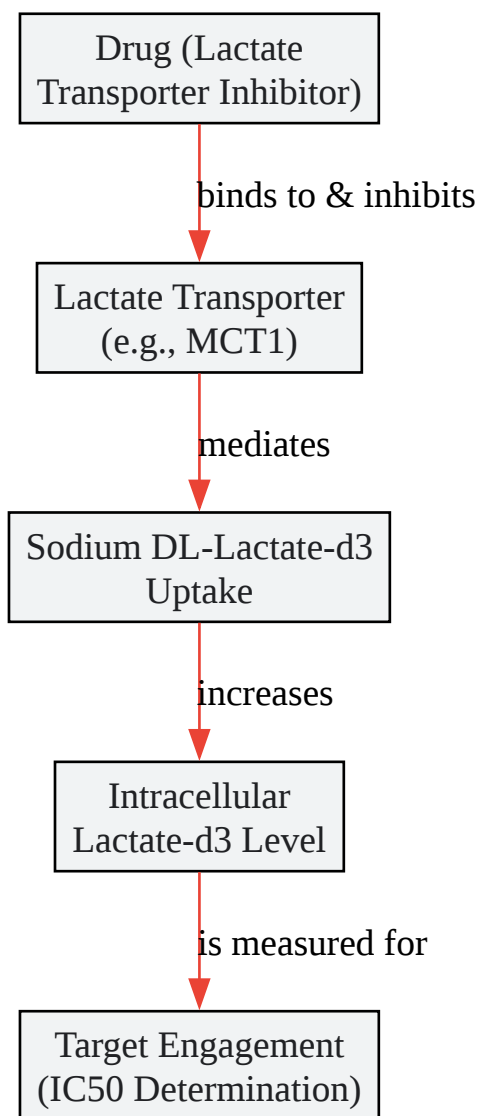 Drug (Lactate
Transporter Inhibitor)
binds to & inhibits
Lactate Transporter
(e.g., MCT1)
mediates
Sodium DL-Lactate-d3
Uptake
increases
Intracellular
Lactate-d3 Level
is measured for
Target Engagement
(IC50 Determination)